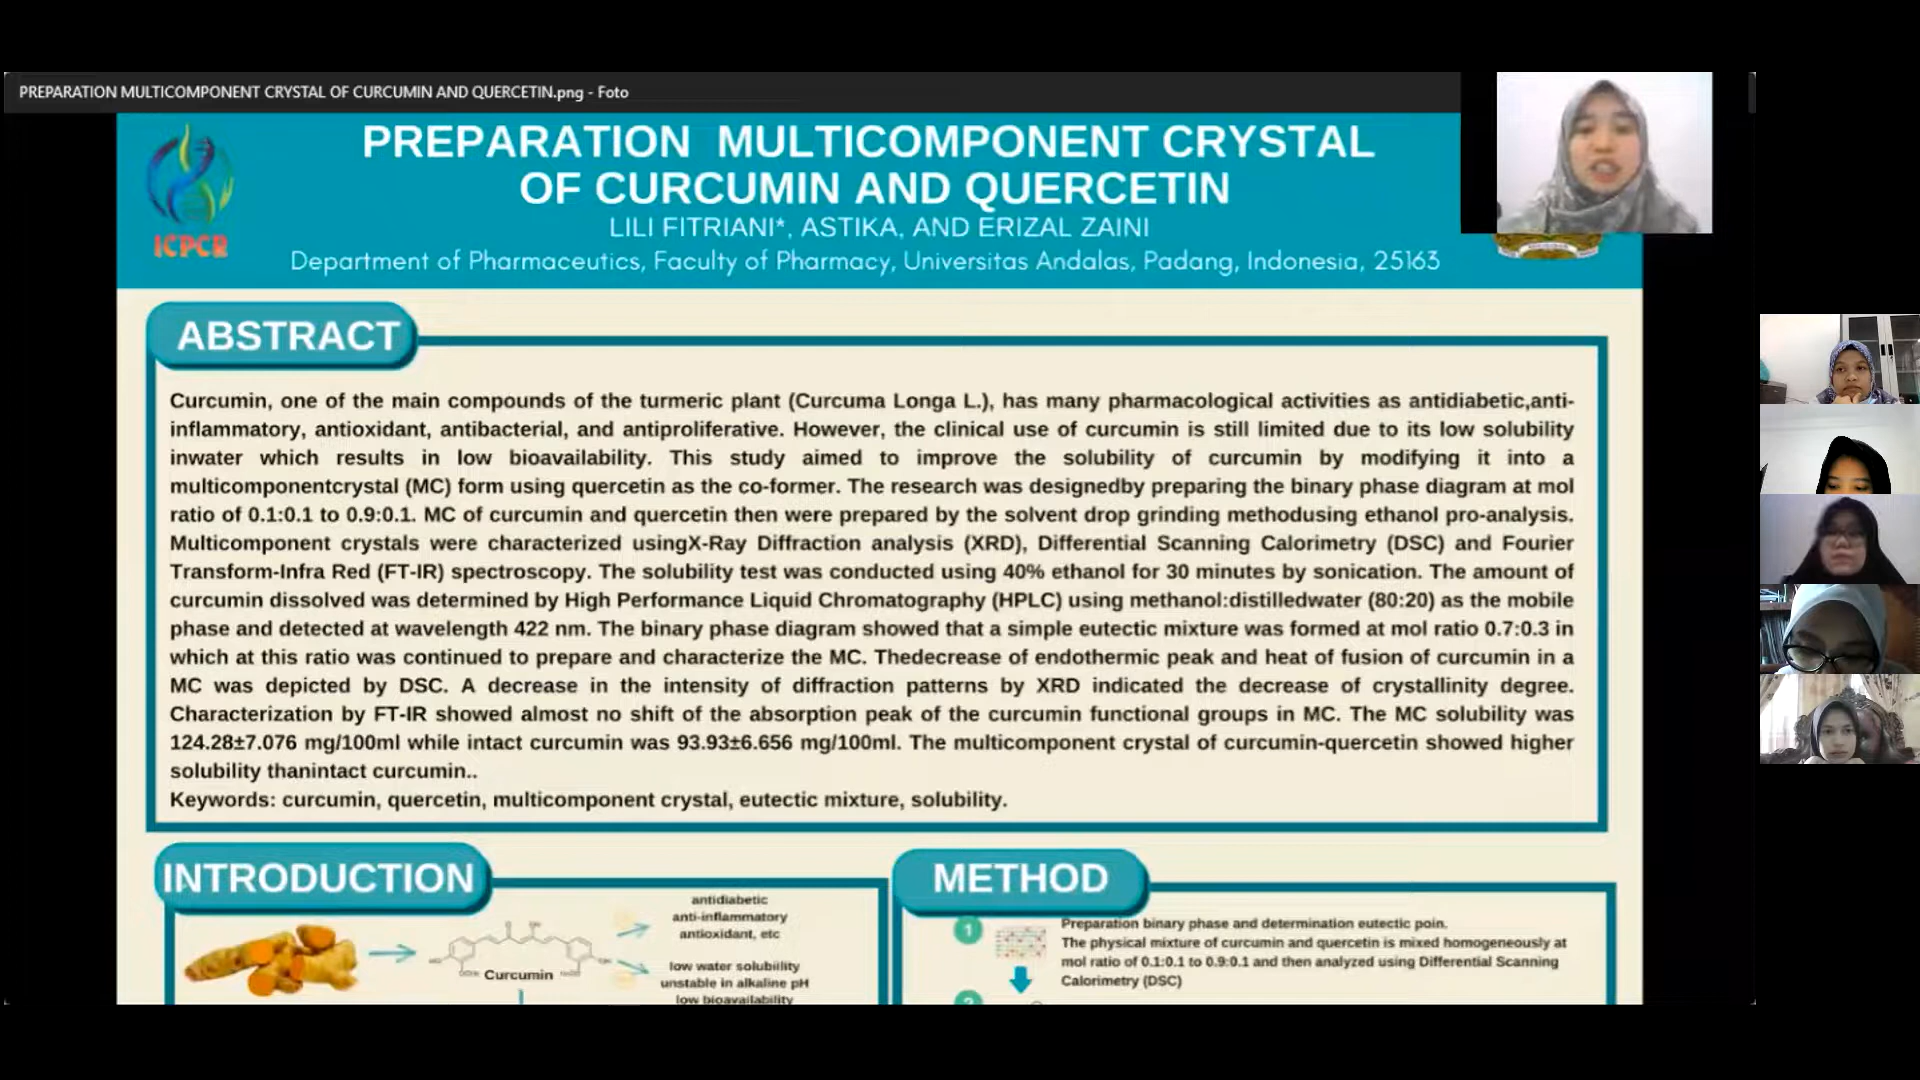 PREPARATION MULTICOMPONENT CRYSTAL OF CURCUMIN AND QUERCETIN.png - Foto
PREPARATION MULTICOMPONENT CRYSTAL
OF CURCUMIN AND QUERCETIN
LILI FITRIANI*, ASTIKA, AND ERIZAL ZAINI
Department of Pharmaceutics, Faculty of Pharmacy, Universitas Andalas, Padang, Indonesia, 25163
ICPCR
ABSTRACT
Curcumin, one of the main compounds of the turmeric plant (Curcuma Longa L.), has many pharmacological activities as antidiabetic,anti-
inflammatory, antioxidant, antibacterial, and antiproliferative. However, the clinical use of curcumin is still limited due to its low solubility
inwater which results in low bioavailability. This study aimed to improve the solubility of curcumin by modifying it into a
multicomponentcrystal (MC) form using quercetin as the co-former. The research was designedby preparing the binary phase diagram at mol
ratio of 0.1:0.1 to 0.9:0.1. MC of curcumin and quercetin then were prepared by the solvent drop grinding methodusing ethanol pro-analysis.
Multicomponent crystals were characterized usingX-Ray Diffraction analysis (XRD), Differential Scanning Calorimetry (DSC) and Fourier
Transform-Infra Red (FT-IR) spectroscopy. The solubility test was conducted using 40% ethanol for 30 minutes by sonication. The amount of
curcumin dissolved was determined by High Performance Liquid Chromatography (HPLC) using methanol:distilledwater (80:20) as the mobile
phase and detected at wavelength 422 nm. The binary phase diagram showed that a simple eutectic mixture was formed at mol ratio 0.7:0.3 in
which at this ratio was continued to prepare and characterize the MC. Thedecrease of endothermic peak and heat of fusion of curcumin in a
MC was depicted by DSC. A decrease in the intensity of diffraction patterns by XRD indicated the decrease of crystallinity degree.
Characterization by FT-IR showed almost no shift of the absorption peak of the curcumin functional groups in MC. The MC solubility was
124.28±7.076 mg/100ml while intact curcumin was 93.93±6.656 mg/100ml. The multicomponent crystal of curcumin-quercetin showed higher
solubility thanintact curcumin..
Keywords: curcumin, quercetin, multicomponent crystal, eutectic mixture, solubility.
INTRODUCTION
antidiabetic
anti-inflammatory
antioxidant, etc
Curcumin
low water solubiility
unstable in alkaline pH
low bioavailability
METHOD
1
Preparation binary phase and determination eutectic poin.
The physical mixture of curcumin and quercetin is mixed homogeneously at
mol ratio of 0.1:0.1 to 0.9:0.1 and then analyzed using Differential Scanning
Calorimetry (DSC)
2